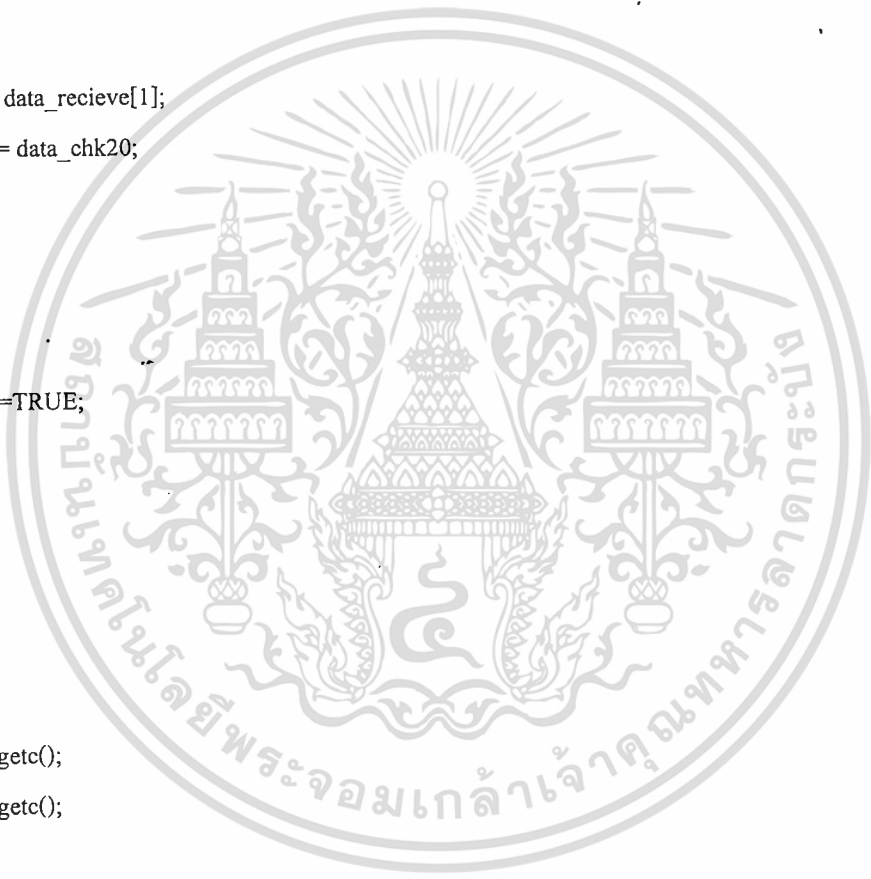 data_recieve[1];
= data_chk20;
=TRUE;
getc();
getc();
สถาบันเทคโนโลยีพระจอมเกล้าเจ้าคุณทหารลาดกระบัง